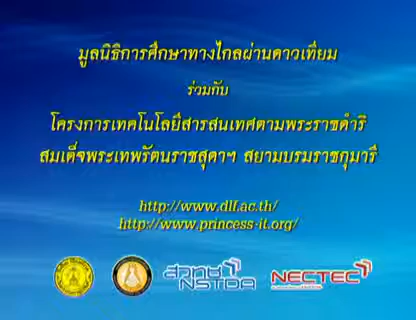 มูลนิธิการศึกษาทางไกลผ่านดาวเทียม
ร่วมกับ
โครงการเทคโนโลยีสารสนเทศตามพระราชดำริ
สมเด็จพระเทพรัตนราชสุดาฯ สยามบรมราชกุมารี
http://www.dlf.ac.th/
http://www.princess-it.org/
สวทช
NSTDA
NECTEC